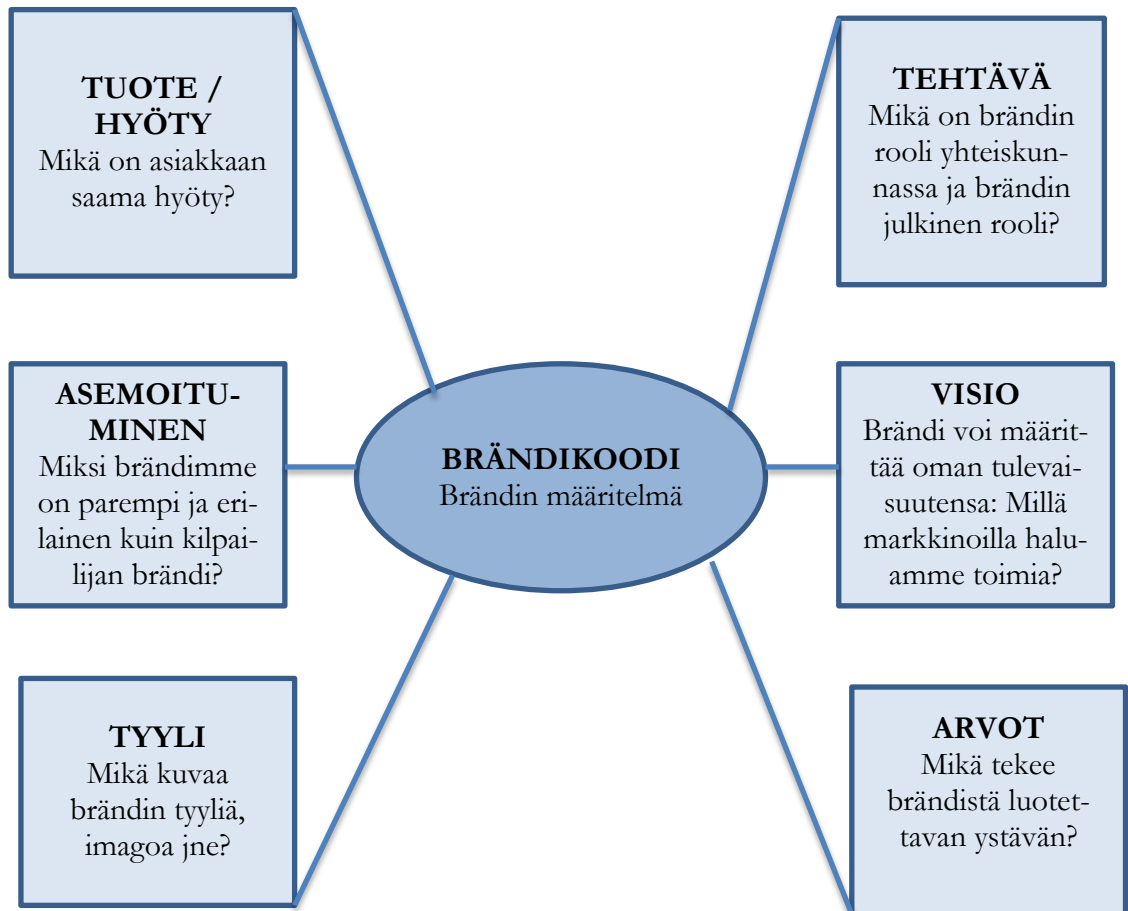 TUOTE /
HYÖTY
Mikä on asiakkaan
saama hyöty?
TEHTÄVÄ
Mikä on brändin
rooli yhteiskun-
nassa ja brändin
julkinen rooli?
ASEMOITU-
MINEN
Miksi brändimme
on parempi ja eri-
lainen kuin kilpai-
lijan brändi?
BRÄNDIKOODI
Brändin määritelmä
VISIO
Brändi voi määrit-
tää oman tulevai-
suutensa: Millä
markkinoilla halu-
amme toimia?
TYYLI
Mikä kuvaa
brändin tyyliä,
imagoa jne?
ARVOT
Mikä tekee
brändistä luotet-
tavan ystävän?